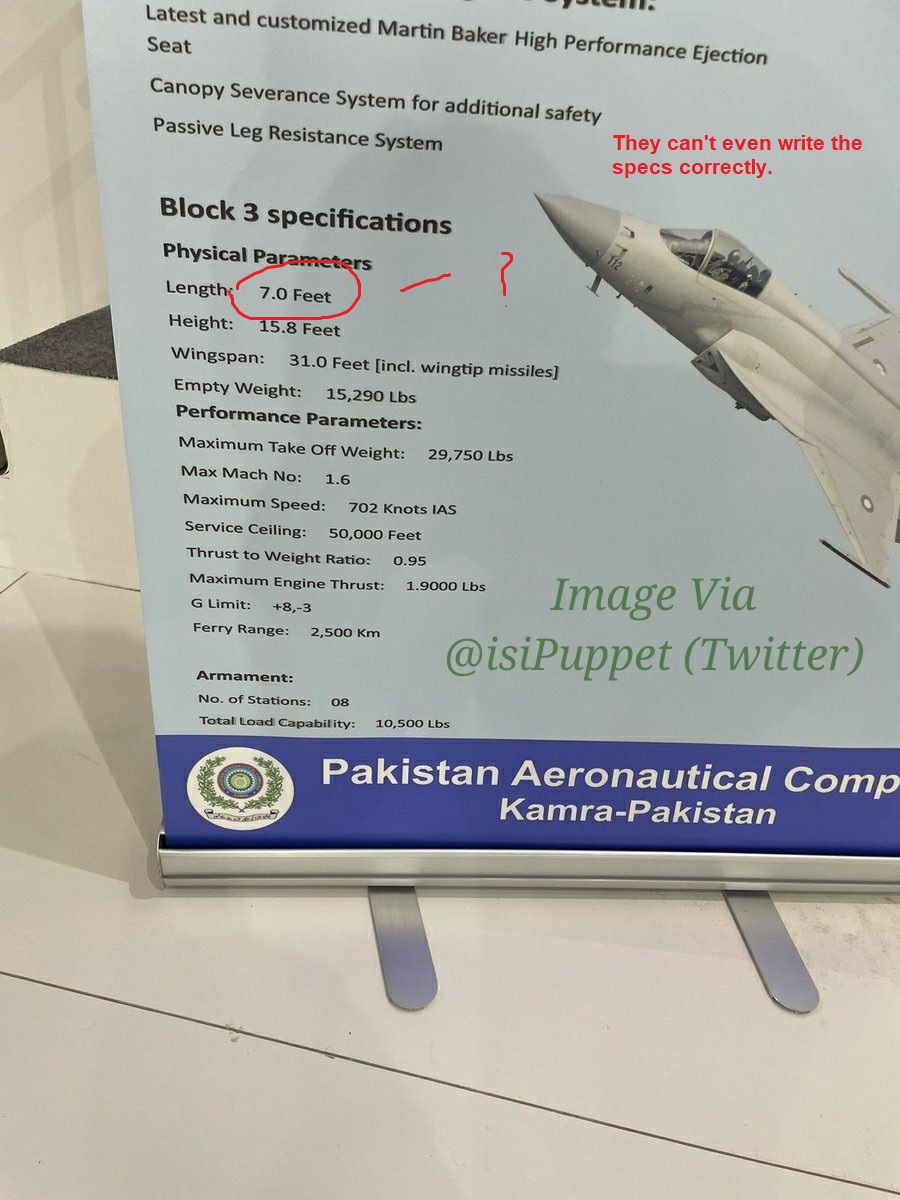 Latest and customized Martin Baker High Performance Ejection
Seat
Canopy Severance System for additional safety
Passive Leg Resistance System
They can't even write the
specs correctly.
Block 3 specifications
Physical Parameters
Length: 7.0 Feet
?
Height: 15.8 Feet
Wingspan: 31.0 Feet [incl. wingtip missiles]
Empty Weight: 15,290 Lbs
Performance Parameters:
Maximum Take Off Weight: 29,750 Lbs
Max Mach No: 1.6
Maximum Speed: 702 Knots IAS
Service Ceiling: 50,000 Feet
Thrust to Weight Ratio: 0.95
Maximum Engine Thrust: 1.9000 Lbs
G Limit: +8,-3
Ferry Range: 2,500 Km
Armament:
No. of Stations: 08
Total Load Capability: 10,500 Lbs
112
Image Via
@isiPuppet (Twitter)
Pakistan Aeronautical Comp
Kamra-Pakistan